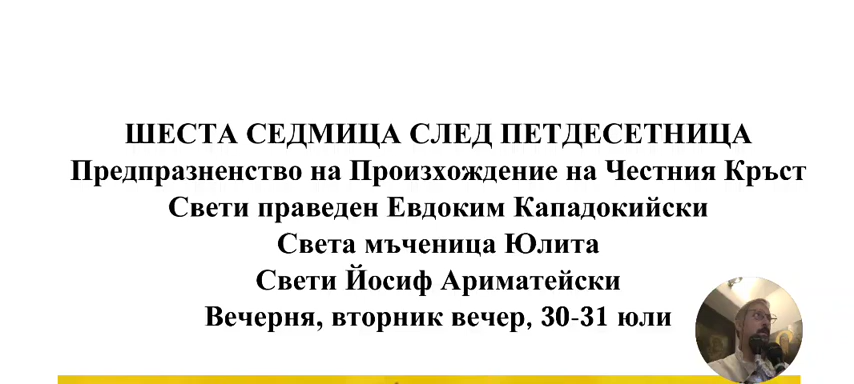 ШЕСТА СЕДМИЦА СЛЕД ПЕТДЕСЕТНИЦА
Предпразненство на Произхождение на Честния Кръст
Свети праведен Евдоким Кападокийски
Света мъченица Юлита
Свети Йосиф Ариматейски
Вечерня, вторник вечер, 30-31 юли